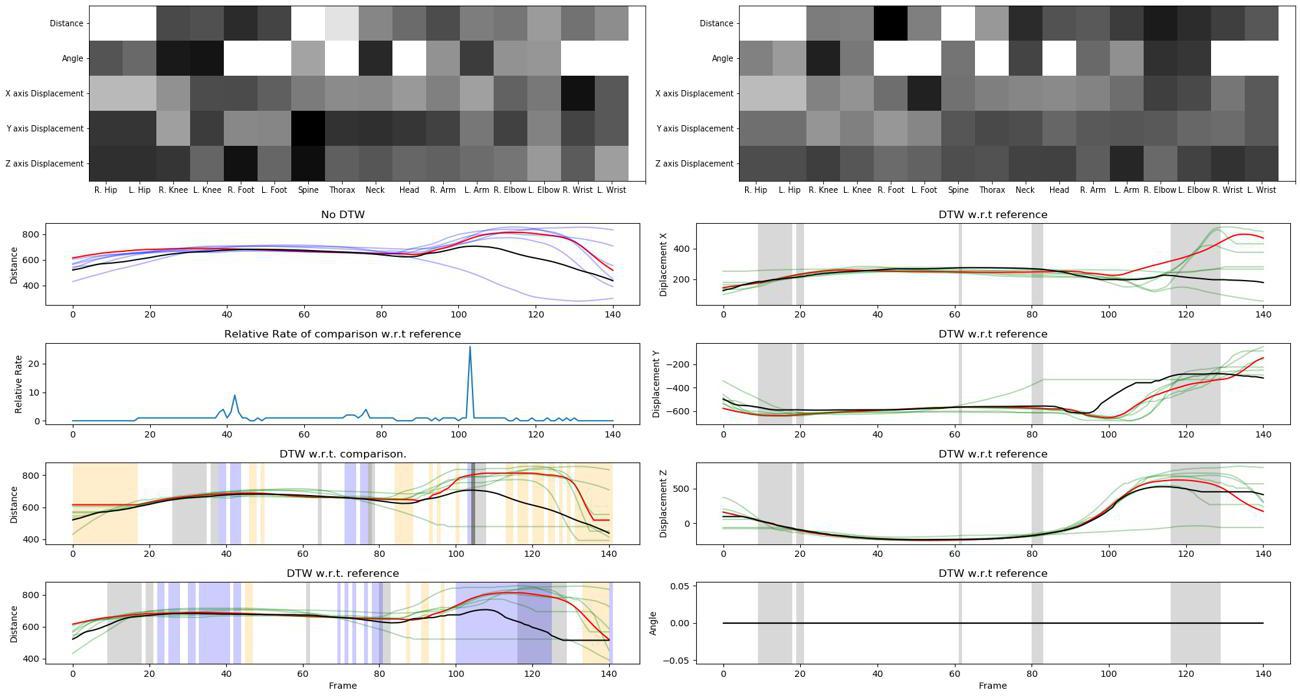 Distance
Angle
X axis Displacement
Y axis Displacement
Z axis Displacement
R. Hip L. Hip R. Knee L. Knee R. Foot L. Foot Spine Thorax Neck Head R. Arm L. Arm R. Elbow L. Elbow R. Wrist L. Wrist
Distance
Angle
X axis Displacement
Y axis Displacement
Z axis Displacement
R. Hip L. Hip R. Knee L. Knee R. Foot L. Foot Spine Thorax Neck Head R. Arm L. Arm R. Elbow L. Elbow R. Wrist L. Wrist
No DTW
Distance
800
600
400
0 20 40 60 80 100 120 140
Relative Rate of comparison w.r.t reference
Relative Rate
20
10
0
0 20 40 60 80 100 120 140
DTW w.r.t. comparison.
Distance
800
600
400
0 20 40 60 80 100 120 140
DTW w.r.t. reference
Distance
800
600
400
0 20 40 60 80 100 120 140
Frame
DTW w.r.t reference
Diplacement X
400
200
0 20 40 60 80 100 120 140
DTW w.r.t reference
Displacement Y
−200
−400
−600
0 20 40 60 80 100 120 140
DTW w.r.t reference
Displacement Z
500
0
0 20 40 60 80 100 120 140
DTW w.r.t reference
Angle
0.05
0.00
−0.05
0 20 40 60 80 100 120 140
Frame